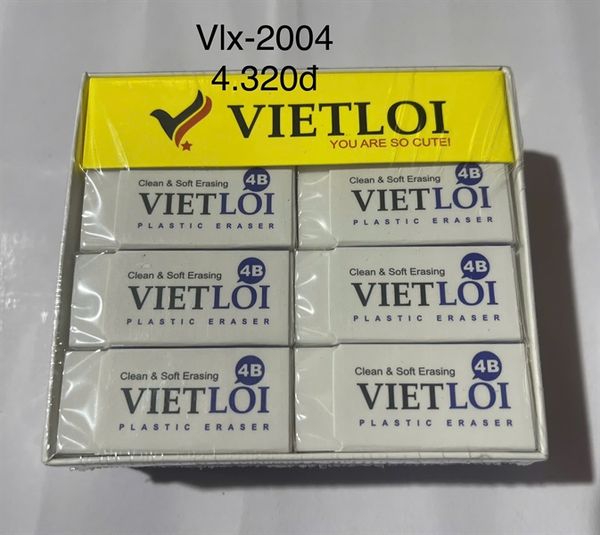 Vlx-2004
4.320đ
VIETLOI
YOU ARE SO CUTE!
Clean & Soft Erasing 4B
VIETLOI
PLASTIC ERASER
Clean & Soft Erasing 4B
VIETLOI
PLASTIC ERASER
Clean & Soft Erasing 4B
VIETLOI
PLASTIC ERASER
Clean & Soft Erasing 4B
VIETLOI
PLASTIC ERASER
Clean & Soft Erasing 4B
VIETLOI
PLASTIC ERASER
Clean & Soft Erasing 4B
VIETLOI
PLASTIC ERASER